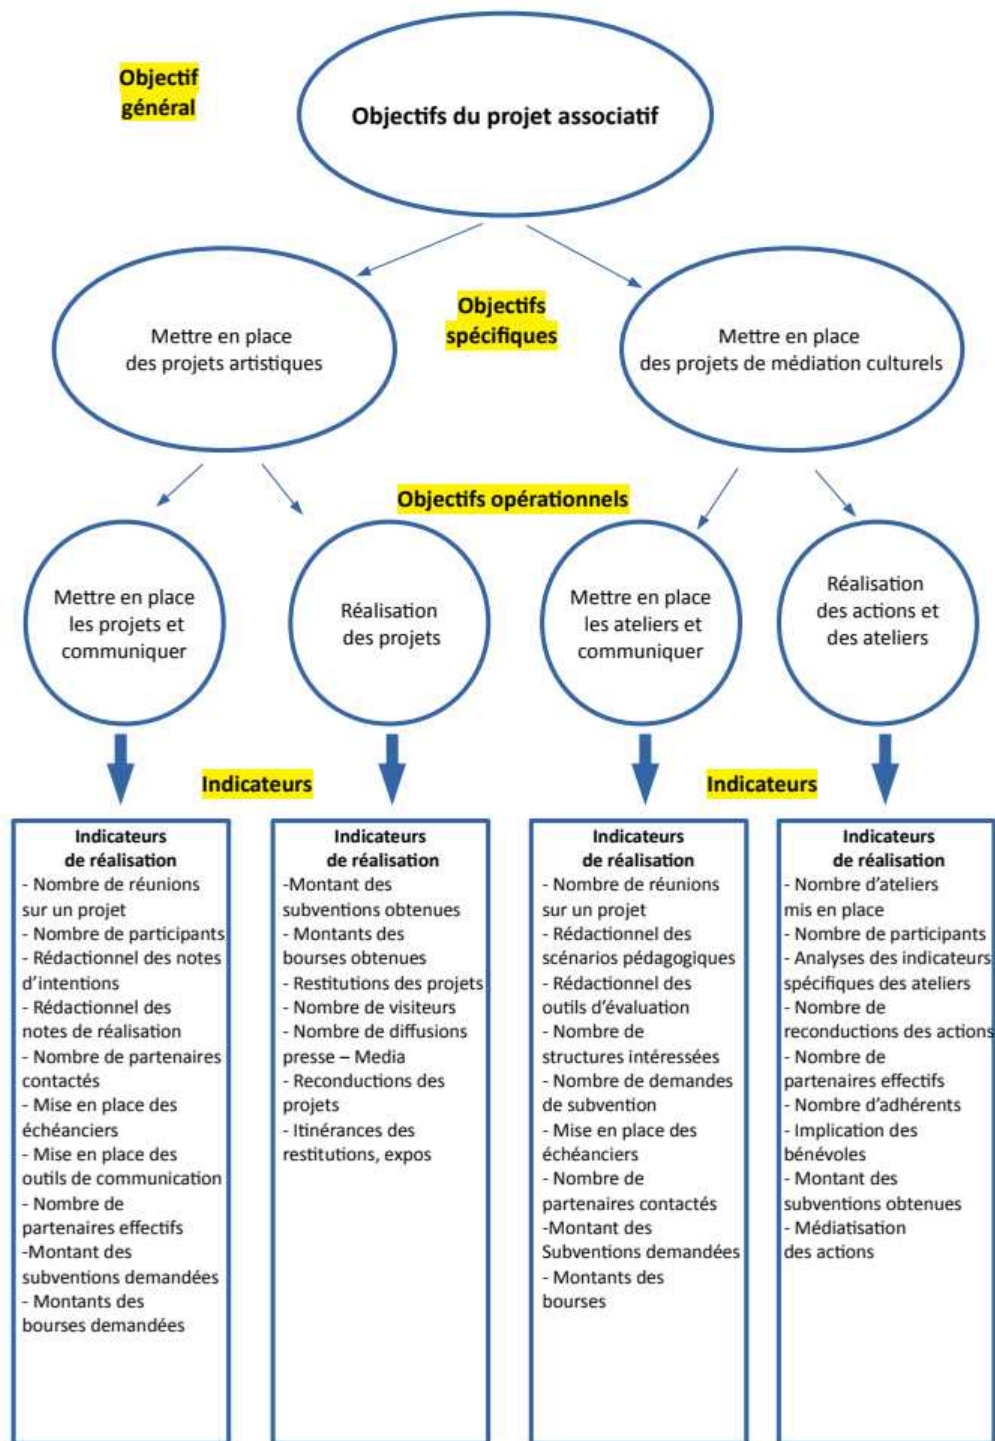 Objectif
général
Objectifs du projet associatif
Objectifs
spécifiques
Mettre en place
des projets artistiques
Mettre en place
des projets de médiation culturels
Objectifs opérationnels
Mettre en place
les projets et
communiquer
Réalisation
des projets
Mettre en place
les ateliers et
communiquer
Réalisation
des actions et
des ateliers
Indicateurs
Indicateurs
Indicateurs
de réalisation
- Nombre de réunions
sur un projet
- Nombre de participants
- Rédactionnel des notes
d'intentions
- Rédactionnel des
notes de réalisation
- Nombre de partenaires
contactés
- Mise en place des
échéanciers
- Mise en place des
outils de communication
- Nombre de
partenaires effectifs
-Montant des
subventions demandées
- Montants des
bourses demandées
Indicateurs
de réalisation
-Montant des
subventions obtenues
- Montants des
bourses obtenues
- Restitutions des projets
- Nombre de visiteurs
- Nombre de diffusions
presse – Media
- Reconductions des
projets
- Itinérances des
restitutions, expos
Indicateurs
de réalisation
- Nombre de réunions
sur un projet
- Rédactionnel des
scénarios pédagogiques
- Rédactionnel des
outils d'évaluation
- Nombre de
structures intéressées
- Nombre de demandes
de subvention
- Mise en place des
échéanciers
- Nombre de
partenaires contactés
-Montant des
Subventions demandées
- Montants des
bourses
Indicateurs
de réalisation
- Nombre d'ateliers
mis en place
- Nombre de participants
- Analyses des indicateurs
spécifiques des ateliers
- Nombre de
reconductions des actions
- Nombre de
partenaires effectifs
- Nombre d'adhérents
- Implication des
bénévoles
- Montant des
subventions obtenues
- Médiatisation
des actions